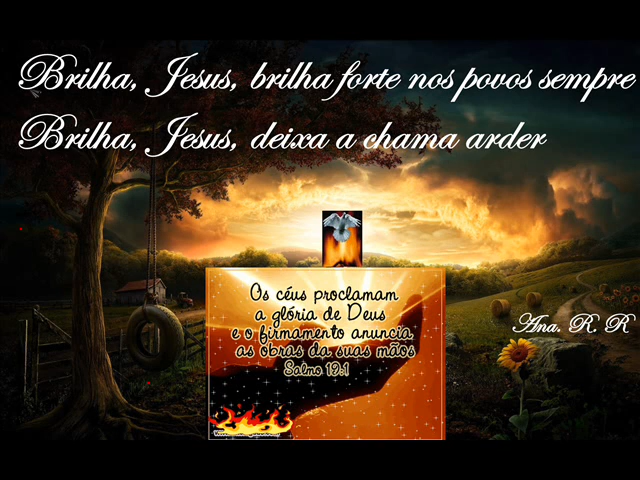 Brilha, Jesus, brilha forte nos povos sempre
Brilha, Jesus, deixa a chama arder
Os céus proclamam
a glória de Deus
e o firmamento anuncia
as obras da suas mãos
Salmo 19:1
Ana. R. R